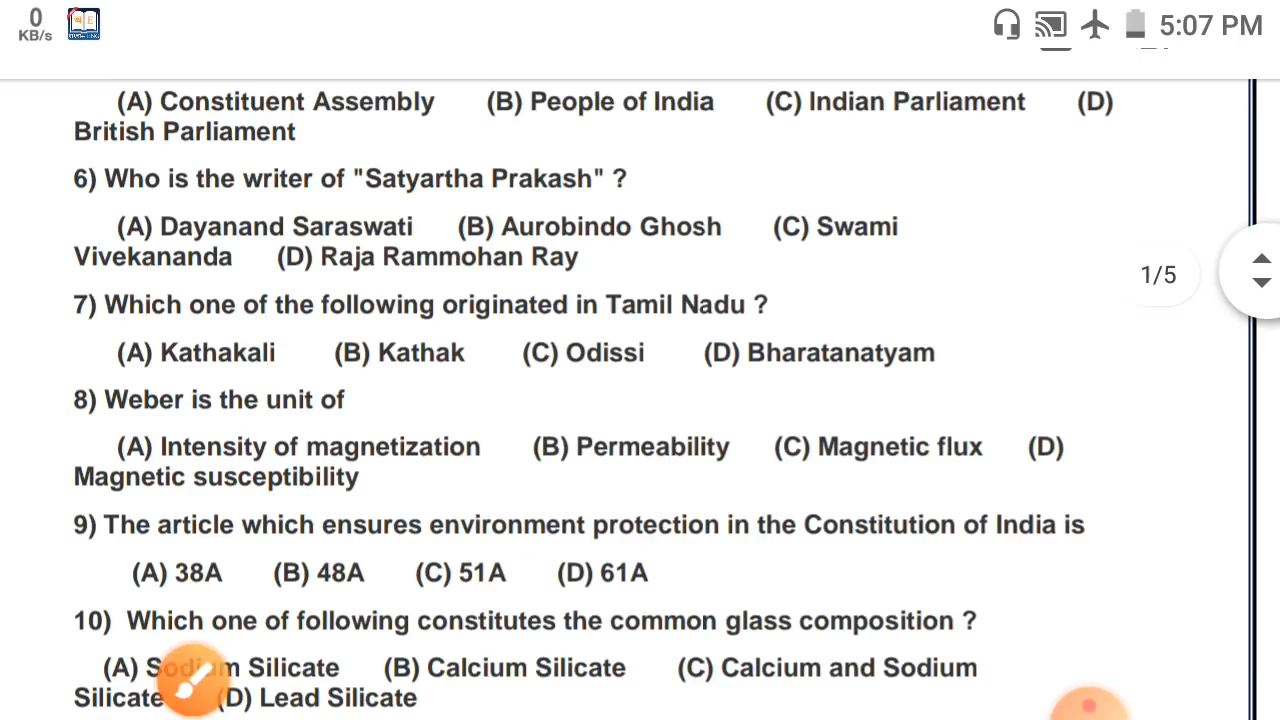 0
KB/s
5:07 PM
(A) Constituent Assembly (B) People of India (C) Indian Parliament (D)
British Parliament
6) Who is the writer of "Satyartha Prakash" ?
(A) Dayanand Saraswati (B) Aurobindo Ghosh (C) Swami
Vivekananda (D) Raja Rammohan Ray
1/5
7) Which one of the following originated in Tamil Nadu ?
(A) Kathakali (B) Kathak (C) Odissi (D) Bharatanatyam
8) Weber is the unit of
(A) Intensity of magnetization (B) Permeability (C) Magnetic flux (D)
Magnetic susceptibility
9) The article which ensures environment protection in the Constitution of India is
(A) 38A (B) 48A (C) 51A (D) 61A
10) Which one of following constitutes the common glass composition ?
(A) Sodium Silicate (B) Calcium Silicate (C) Calcium and Sodium
Silicate (D) Lead Silicate